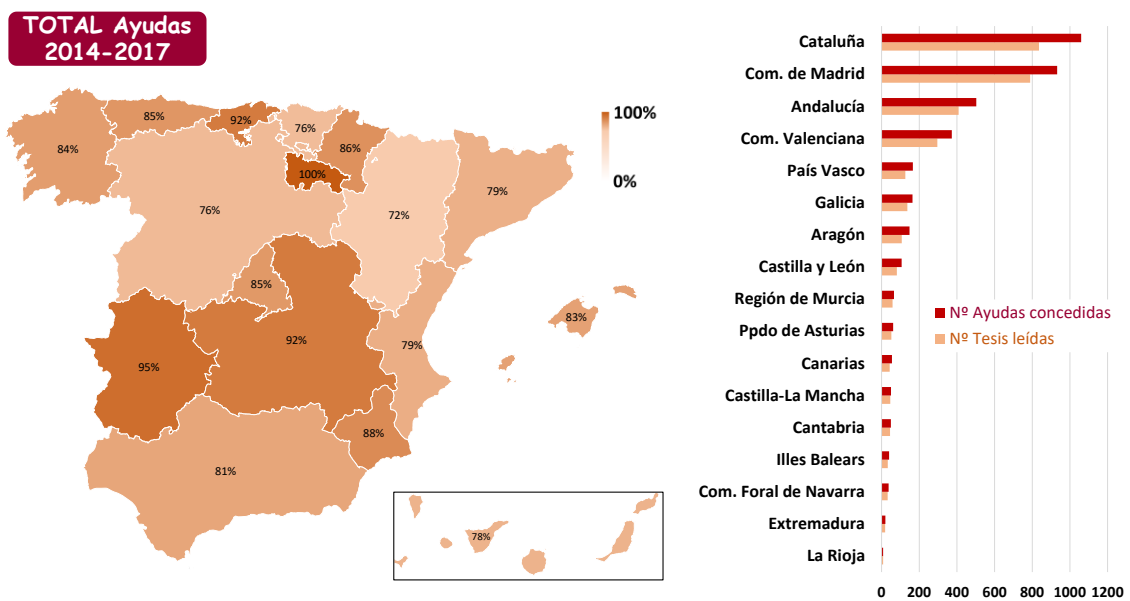 TOTAL Ayudas
2014-2017
85%
92%
76%
84%
86%
100%
79%
76%
72%
85%
83%
92%
79%
95%
88%
81%
78%
100%
0%
Cataluña
Com. de Madrid
Andalucía
Com. Valenciana
País Vasco
Galicia
Aragón
Castilla y León
Región de Murcia
Ppdo de Asturias
Canarias
Castilla-La Mancha
Cantabria
Illes Balears
Com. Foral de Navarra
Extremadura
La Rioja
Nº Ayudas concedidas
Nº Tesis leídas
0 200 400 600 800 1000 1200